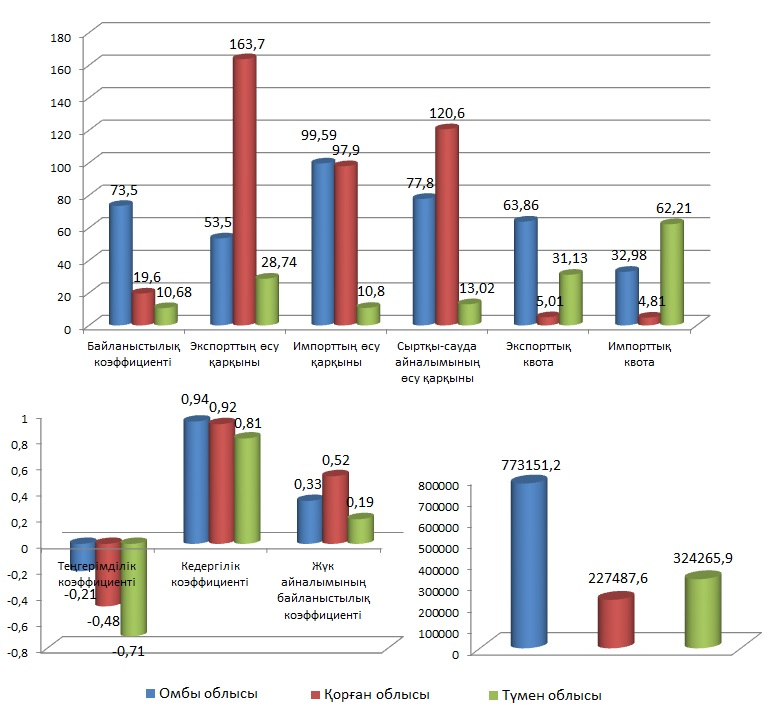 180
160
140
120
100
80
60
40
20
0
73,5
19,6
10,68
53,5
163,7
28,74
99,59
97,9
10,8
77,8
120,6
13,02
63,86
5,01
31,13
32,98
4,81
62,21
Байланыстылық
коэффициенті
Экспорттың өсу
қарқыны
Импорттың өсу
қарқыны
Сыртқы-сауда
айналымының
өсу қарқыны
Экспорттық
квота
Импорттық
квота
1
0,8
0,6
0,4
0,2
0
-0,2
-0,4
-0,6
-0,8
-0,21
-0,48
-0,71
0,94
0,92
0,81
0,33
0,52
0,19
Теңгерімділік
коэффициенті
Кедергілік
коэффициенті
Жүк
айналымының
байланыстылық
коэффициенті
800000
700000
600000
500000
400000
300000
200000
100000
0
773151,2
227487,6
324265,9
Омбы облысы
Қорған облысы
Түмен облысы